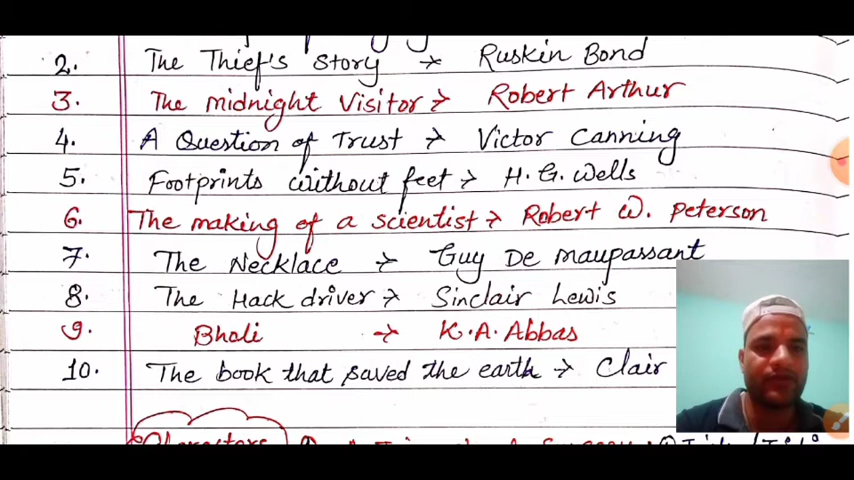 2. The Thief's Story → Ruskin Bond
3. The midnight Visitor → Robert Arthur
4. A Question of Trust → Victor Canning
5. Footprints without feet → H. G. Wells
6. The making of a scientist → Robert W. Peterson
7. The Necklace → Guy De Maupassant
8. The Hack driver → Sinclair Lewis
9. Bholi → K.A. Abbas
10. The book that saved the earth → Clair
Characters